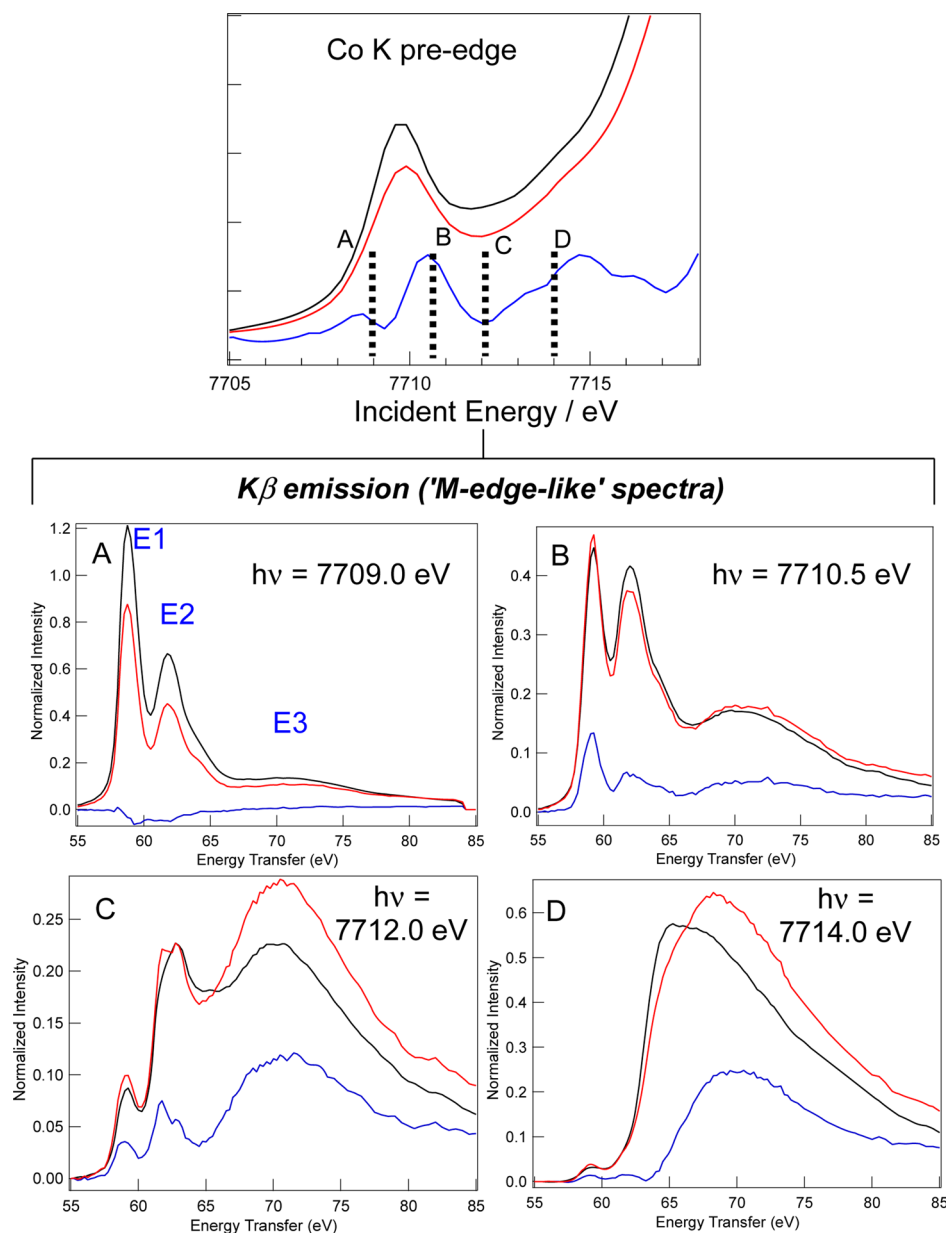 Co K pre-edge
A
B
C
D
7705
7710
7715
Incident Energy / eV
Kβ emission ('M-edge-like' spectra)
A
E1
E2
E3
hν = 7709.0 eV
Normalized Intensity
1.2
1.0
0.8
0.6
0.4
0.2
0.0
55 60 65 70 75 80 85
Energy Transfer (eV)
B
hν = 7710.5 eV
Normalized Intensity
0.4
0.3
0.2
0.1
0.0
55 60 65 70 75 80 85
Energy Transfer (eV)
C
hν =
7712.0 eV
Normalized Intensity
0.25
0.20
0.15
0.10
0.05
0.00
55 60 65 70 75 80 85
Energy Transfer (eV)
D
hν =
7714.0 eV
Normalized Intensity
0.6
0.5
0.4
0.3
0.2
0.1
0.0
55 60 65 70 75 80 85
Energy Transfer (eV)